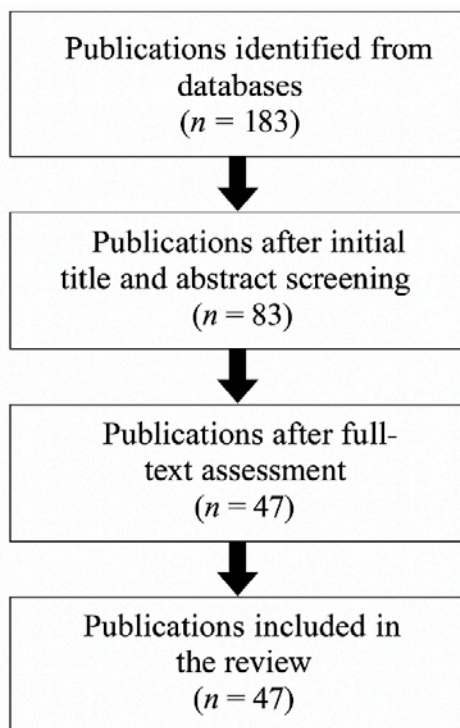 Publications identified from
databases
(n = 183)
Publications after initial
title and abstract screening
(n = 83)
Publications after full-
text assessment
(n = 47)
Publications included in
the review
(n = 47)